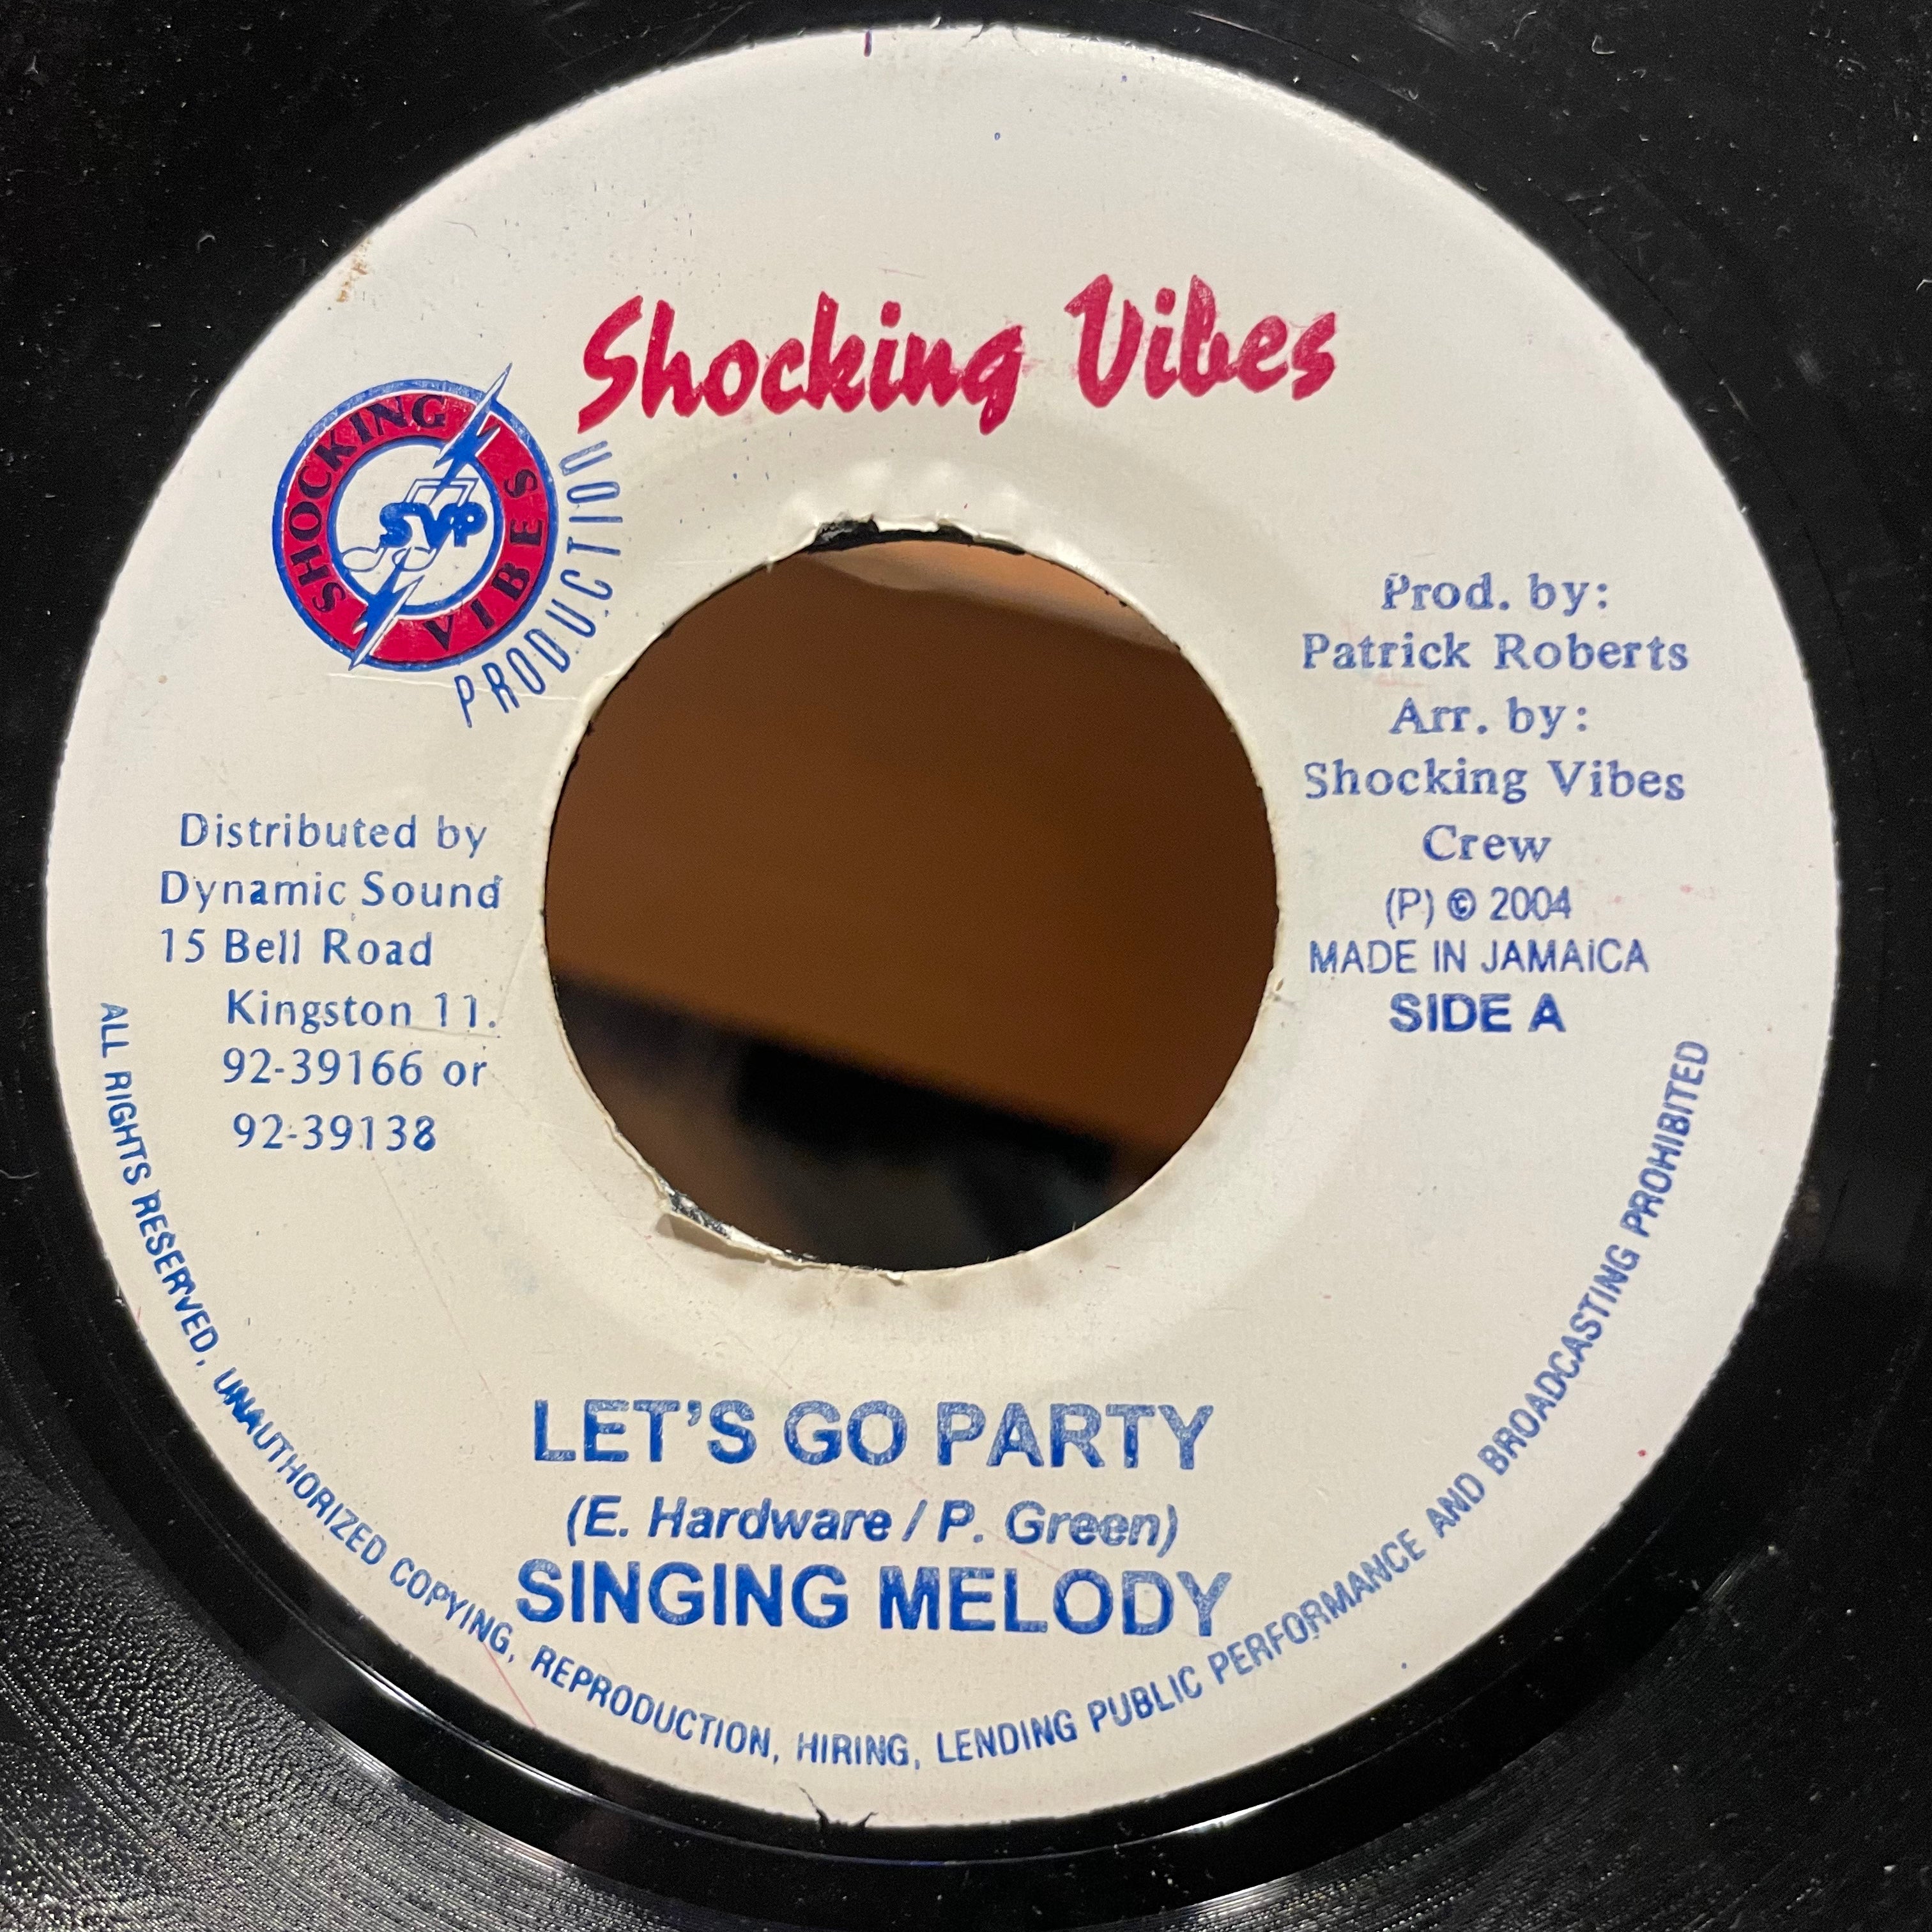 Shocking Vibes
SHOCKING VIBES
SVP
PRODUCTION
Prod. by:
Patrick Roberts
Arr. by:
Shocking Vibes
Crew
(P) © 2004
MADE IN JAMAICA
SIDE A
Distributed by
Dynamic Sound
15 Bell Road
Kingston 11.
92-39166 or
92-39138
LET'S GO PARTY
(E. Hardware / P. Green)
SINGING MELODY
ALL RIGHTS RESERVED, UNAUTHORIZED COPYING, REPRODUCTION, HIRING, LENDING PUBLIC PERFORMANCE AND BROADCASTING PROHIBITED